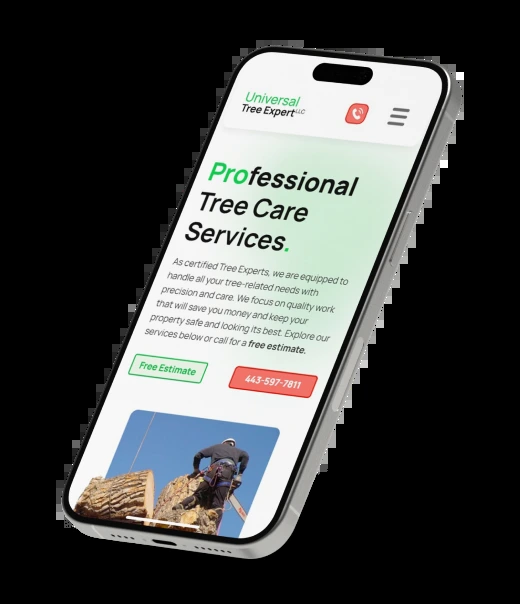 Universal
Tree Expert LLC
Professional
Tree Care
Services.
As certified Tree Experts, we are equipped to
handle all your tree-related needs with
precision and care. We focus on quality work
that will save you money and keep your
property safe and looking its best. Explore our
services below or call for a free estimate.
Free Estimate
443-597-7811